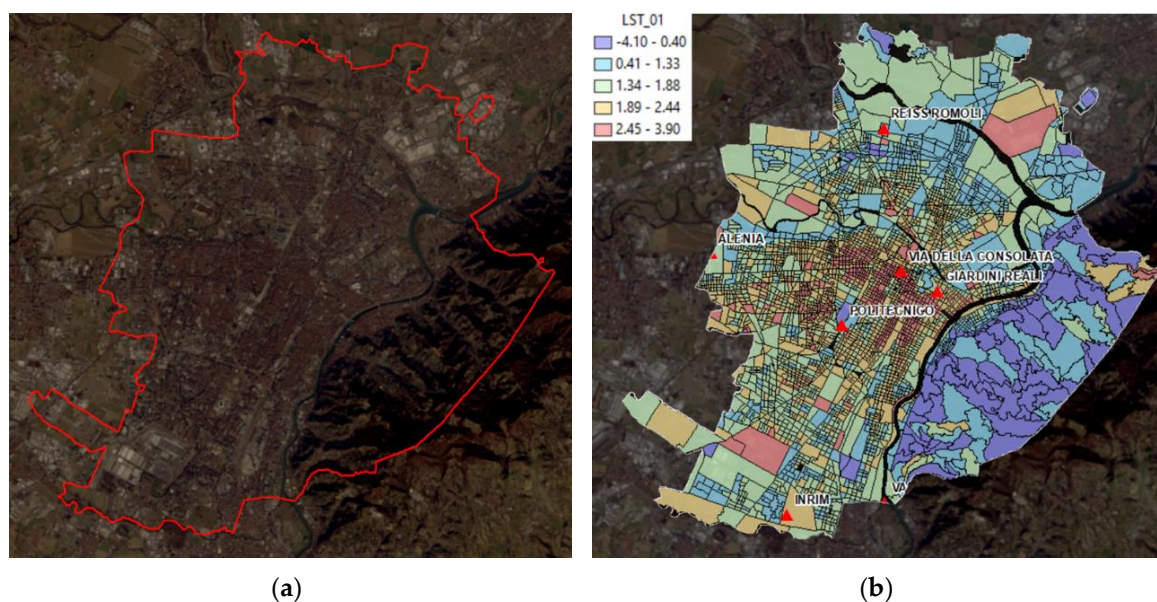 LST_01
-4.10 - 0.40
0.41 - 1.33
1.34 - 1.88
1.89 - 2.44
2.45 - 3.90
REISS ROMOLI
ALENIA
VIA DELLA CONSOLATA
GIARDINI REALI
POLITECNICO
VA
INRIM
(a)
(b)